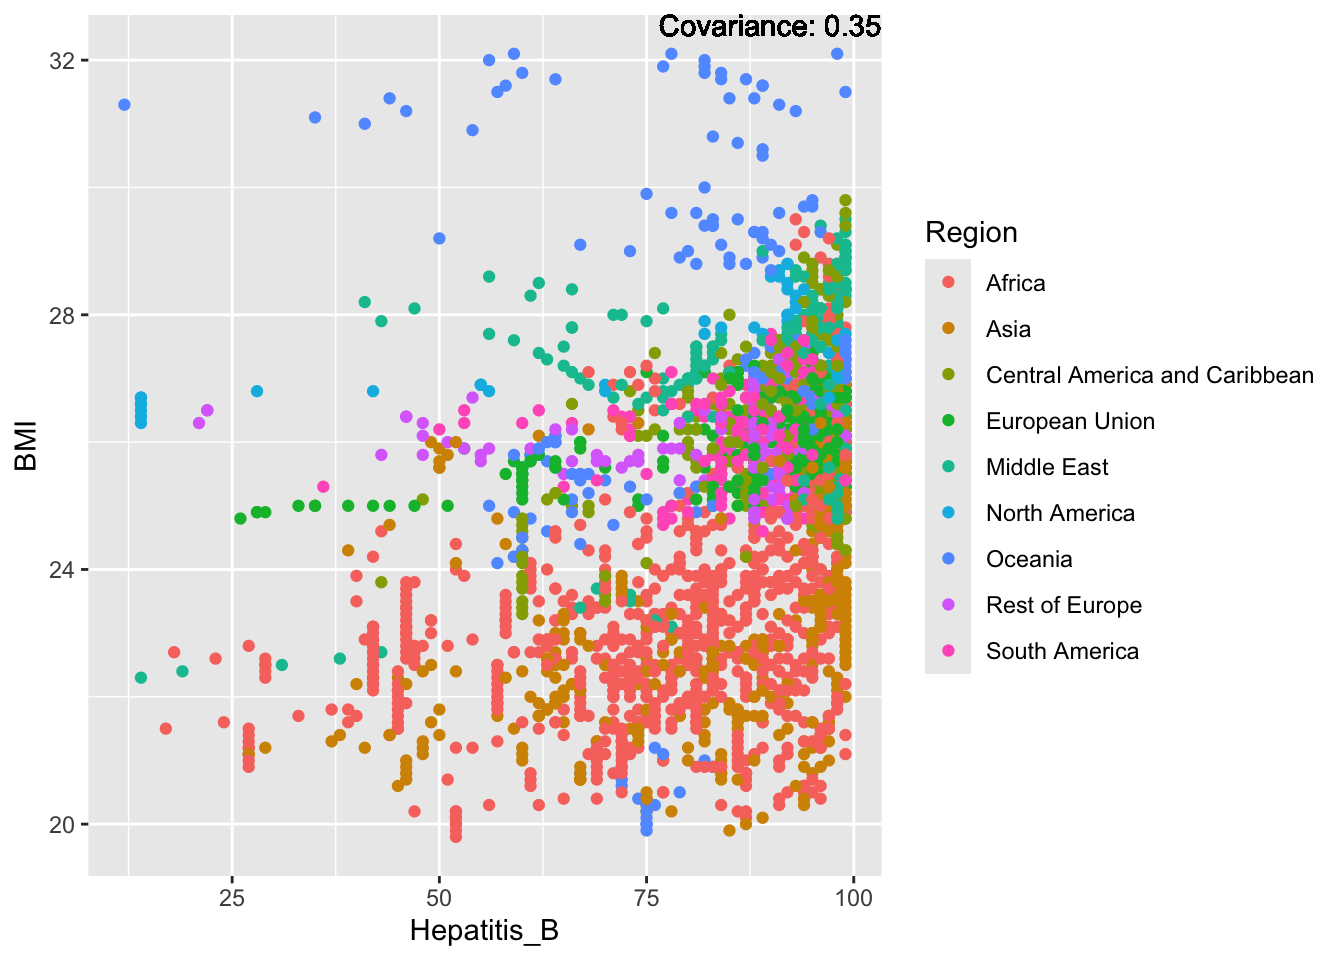 Covariance: 0.35
32
28
24
20
BMI
25
50
75
100
Hepatitis_B
Region
Africa
Asia
Central America and Caribbean
European Union
Middle East
North America
Oceania
Rest of Europe
South America